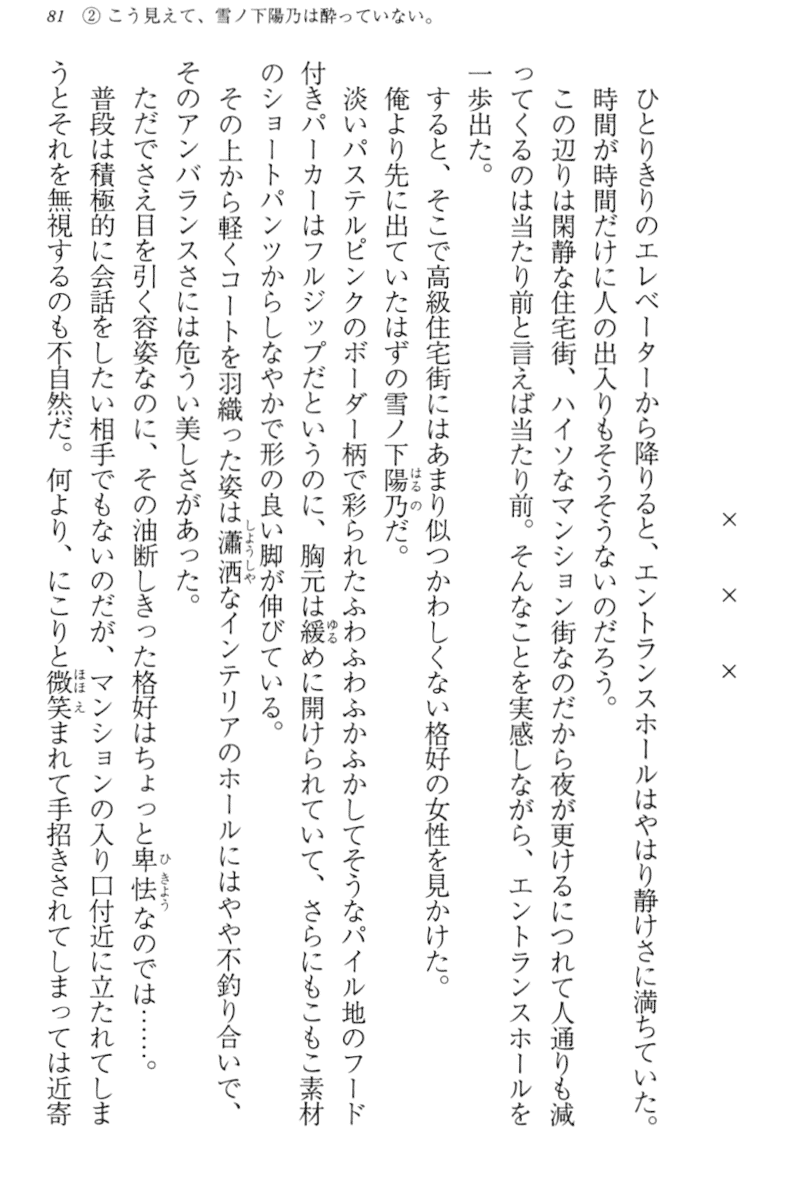 81 ② こう見えて、雪ノ下陽乃は酔っていない。
× × ×
ひとりきりのエレベーターから降りると、エントランスホールはやはり静けさに満ちていた。
時間が時間だけに人の出入りもそうそうないのだろう。
この辺りは閑静な住宅街、ハイソなマンション街なのだから夜が更けるにつれて人通りも減
ってくるのは当たり前と言えば当たり前。そんなことを実感しながら、エントランスホールを
一歩出た。
すると、そこで高級住宅街にはあまり似つかわしくない格好の女性を見かけた。
俺より先に出ていたはずの雪ノ下陽乃だ。
淡いパステルピンクのボーダー柄で彩られたふわふわふかふかしてそうなパイル地のフード
付きパーカーはフルジップだというのに、胸元は緩めに開けられていて、さらにもこもこ素材
のショートパンツからしなやかで形の良い脚が伸びている。
その上から軽くコートを羽織った姿は瀟洒なインテリアのホールにはやや不釣り合いで、
そのアンバランスさには危うい美しさがあった。
ただでさえ目を引く容姿なのに、その油断しきった格好はちょっと卑怯なのでは……。
普段は積極的に会話をしたい相手でもないのだが、マンションの入り口付近に立たれてしま
うとそれを無視するのも不自然だ。何より、にこりと微笑まれて手招きされてしまっては近寄